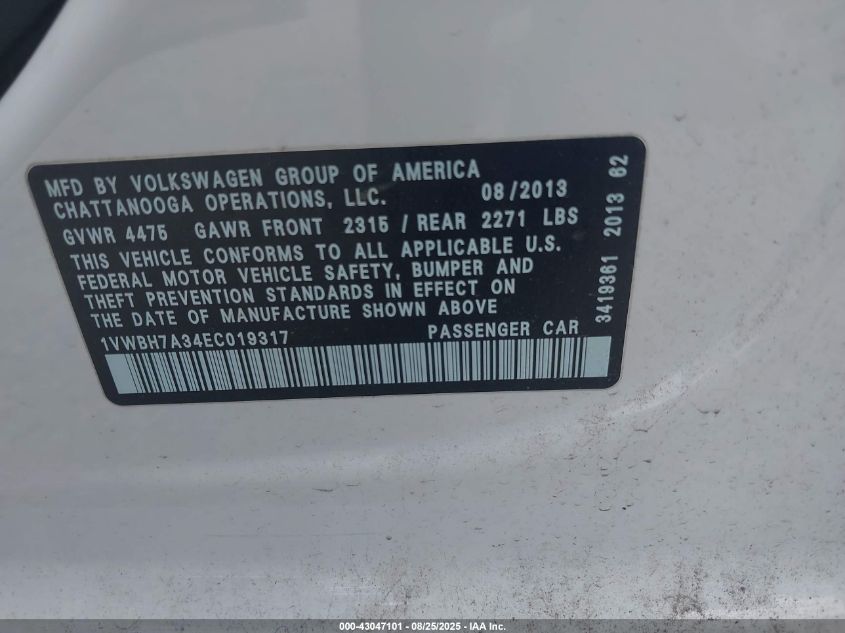 MFD BY VOLKSWAGEN GROUP OF AMERICA
CHATTANOOGA OPERATIONS, LLC. 08/2013
GVWR 4475 GAWR FRONT 2315 / REAR 2271 LBS
THIS VEHICLE CONFORMS TO ALL APPLICABLE U.S.
FEDERAL MOTOR VEHICLE SAFETY, BUMPER AND
THEFT PREVENTION STANDARDS IN EFFECT ON
THE DATE OF MANUFACTURE SHOWN ABOVE
1VWBH7A34EC019317 PASSENGER CAR
3419361 2013 62
000-43047101 - 08/25/2025 - IAA Inc.